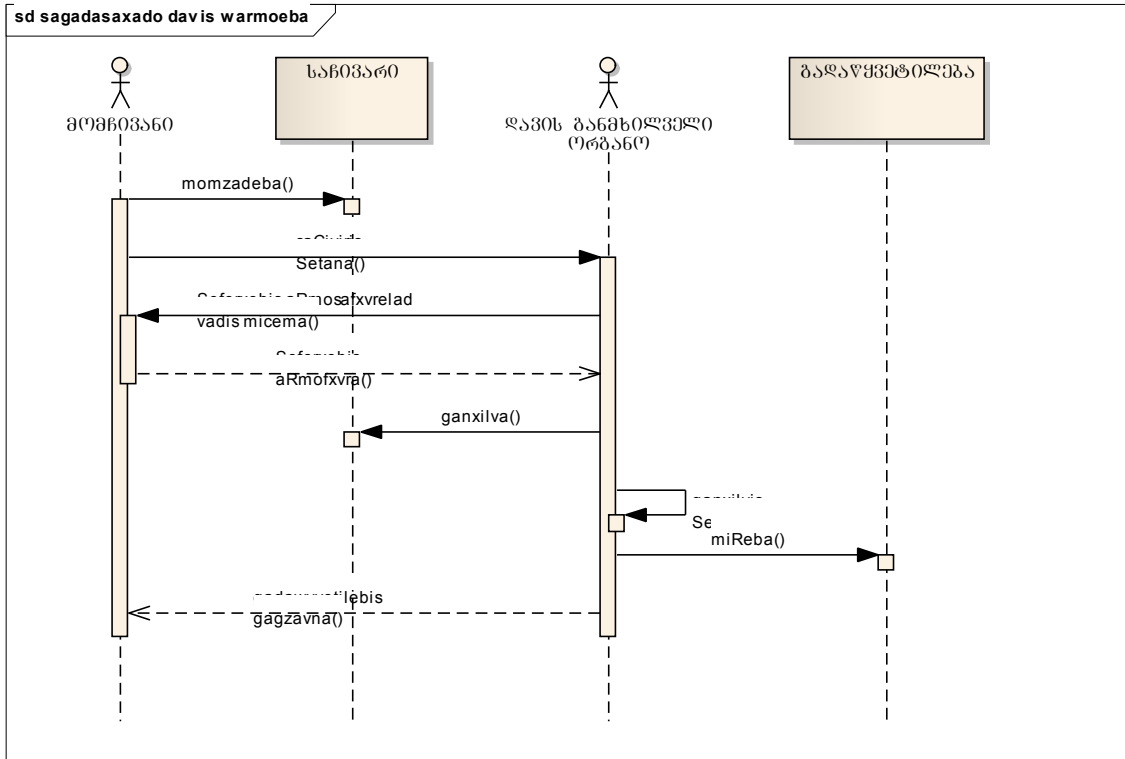 sd sagadasaxado davis warmoeba
მომჩივანი
საჩივარი
დავის განმხილველი
ორგანო
გადაწყვეტილება
momzadeba()
Setana()
vadis micema()
aRmofxvra()
ganxilva()
miReba()
gagzavna()